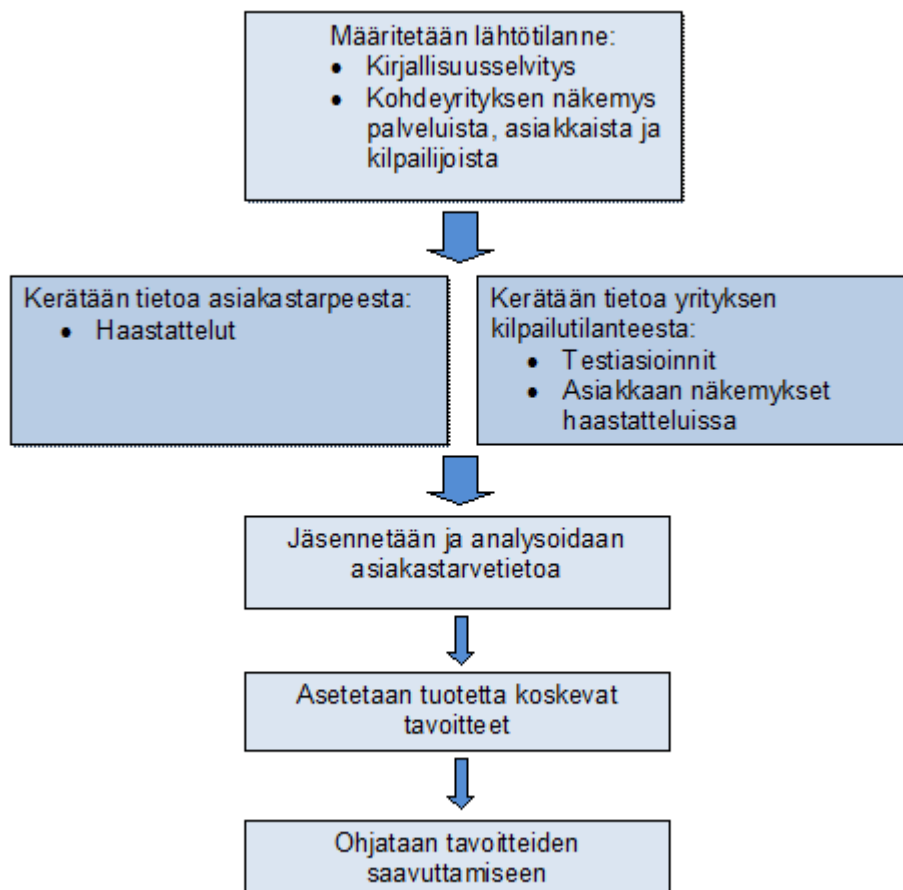 Määritetään lähtötilanne:
• Kirjallisuusselvitys
• Kohdeyrityksen näkemys
palveluista, asiakkaista ja
kilpailijoista
Kerätään tietoa asiakastarpeesta:
• Haastattelut
Kerätään tietoa yrityksen
kilpailutilanteesta:
• Testiasioinnit
• Asiakkaan näkemykset
haastatteluissa
Jäsennetään ja analysoidaan
asiakastarvetietoa
Asetetaan tuotetta koskevat
tavoitteet
Ohjataan tavoitteiden
saavuttamiseen